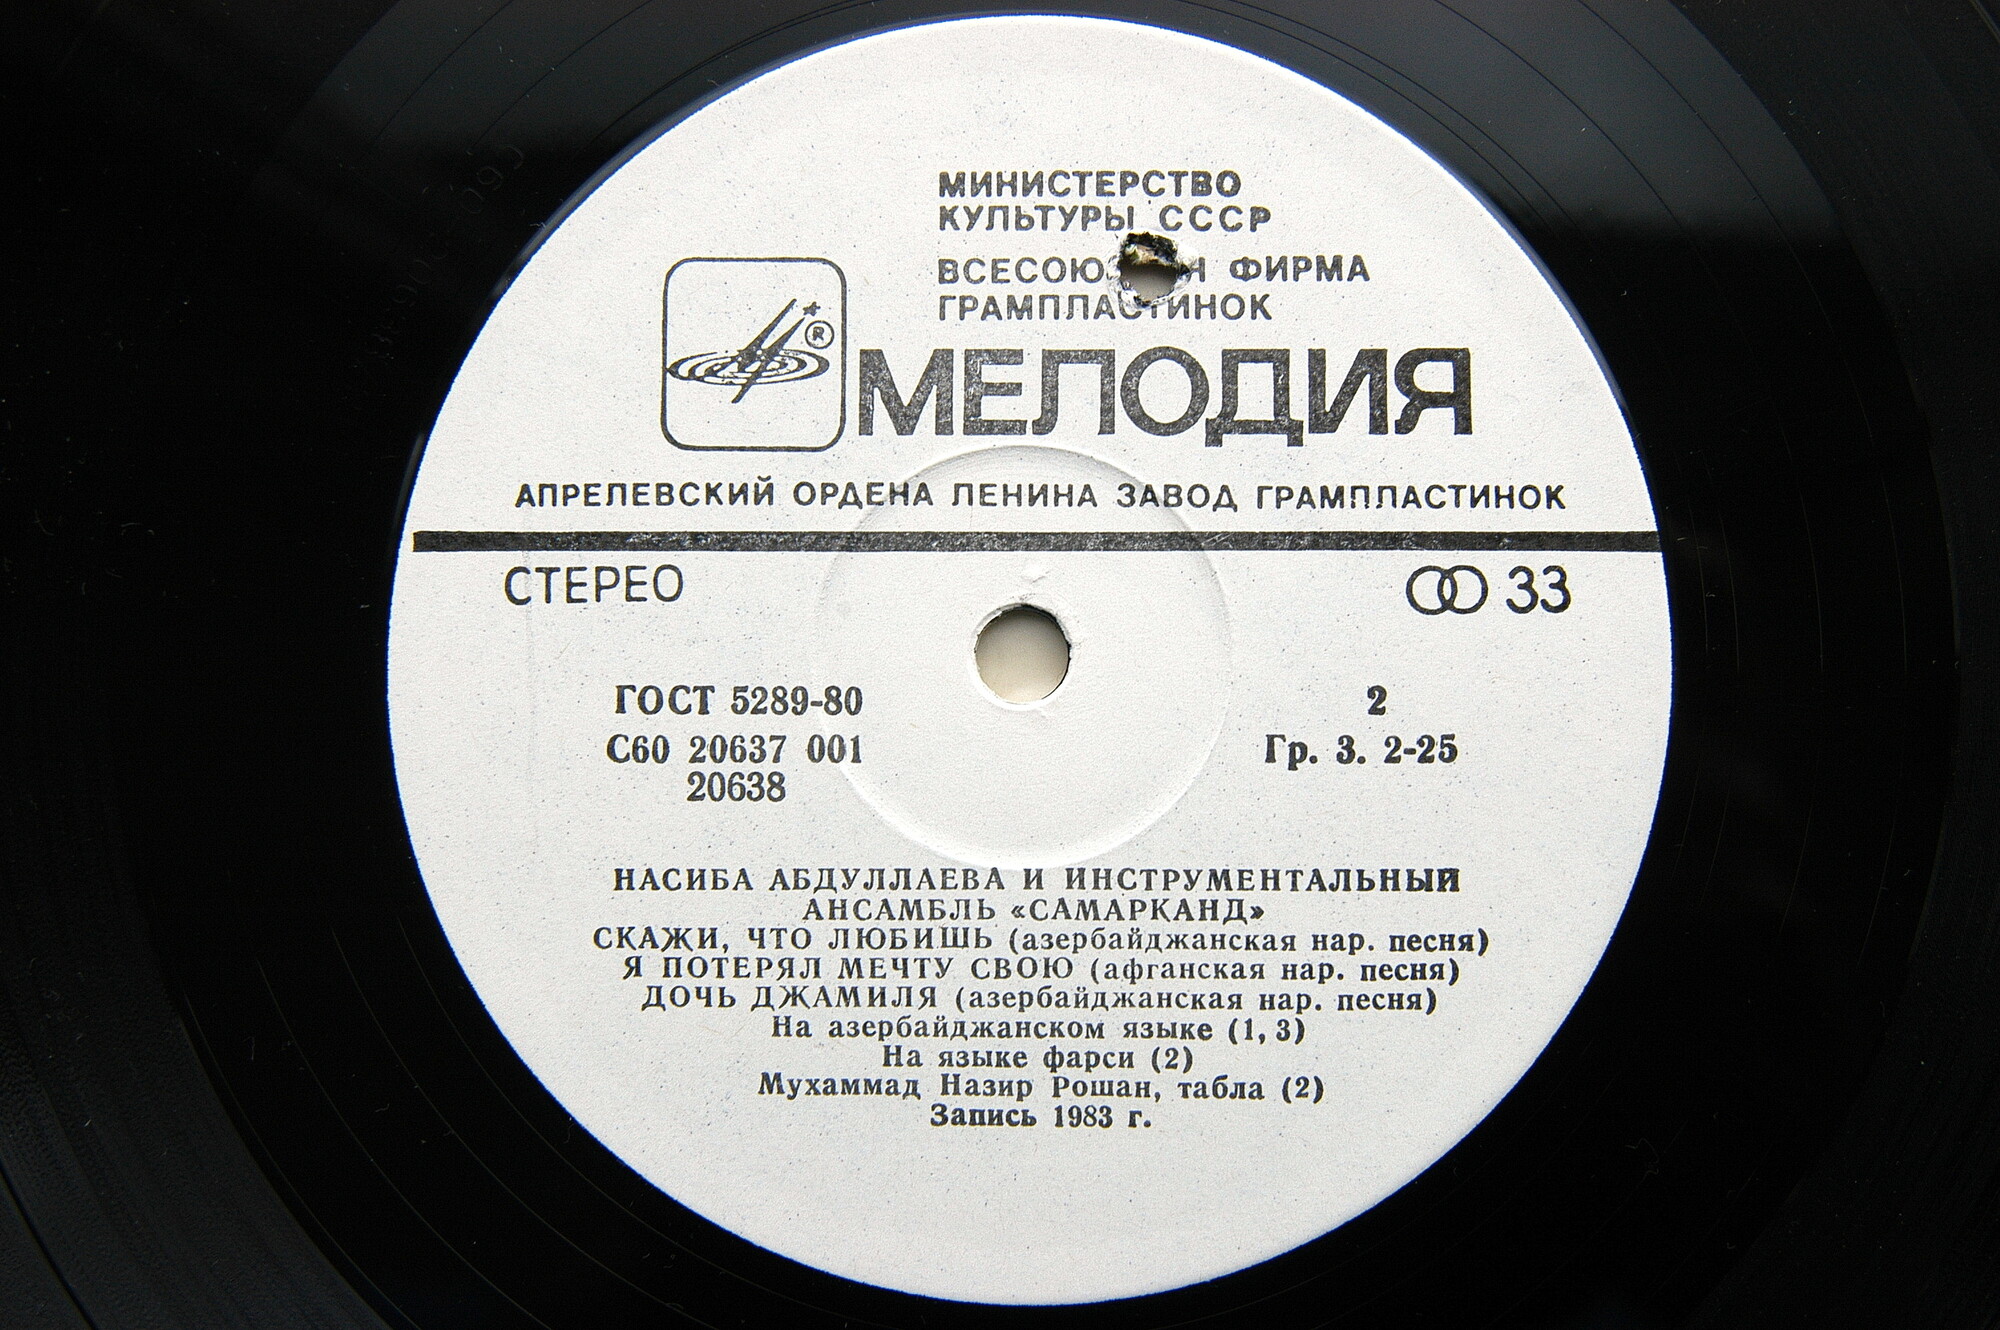 МИНИСТЕРСТВО
КУЛЬТУРЫ СССР
ФИРМА
ГРАМПЛАСТИНОК
®
МЕЛОДИЯ
АПРЕЛЕВСКИЙ ОРДЕНА ЛЕНИНА ЗАВОД ГРАМПЛАСТИНОК
СТЕРЕО
33
ГОСТ 5289-80
2
С60 20637 001
Гр. 3. 2-25
20638
НАСИБА АБДУЛЛАЕВА И ИНСТРУМЕНТАЛЬНЫЙ
АНСАМБЛЬ «САМАРКАНД»
СКАЖИ, ЧТО ЛЮБИШЬ (азербайджанская нар. песня)
Я ПОТЕРЯЛ МЕЧТУ СВОЮ (афганская нар. песня)
ДОЧЬ ДЖАМИЛЯ (азербайджанская нар. песня)
На азербайджанском языке (1, 3)
На языке фарси (2)
Мухаммад Назир Рошан, табла (2)
Запись 1983 г.